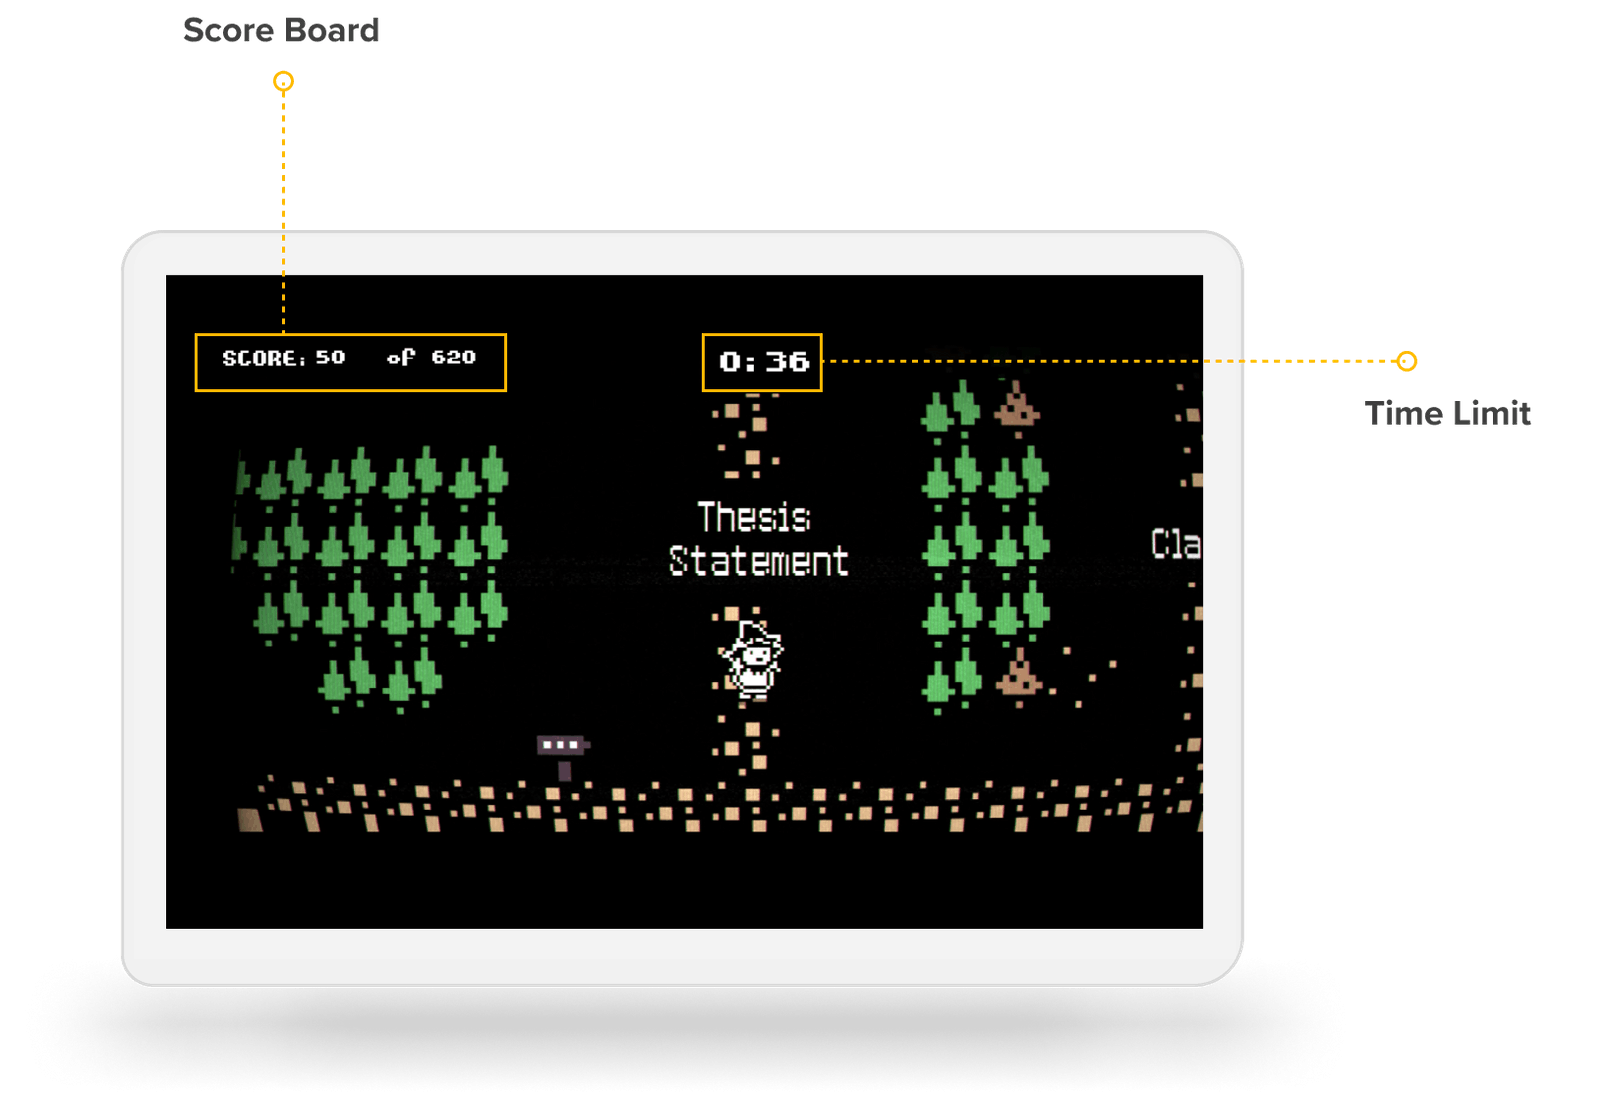 Score Board
SCORE: 50 of 620
0:36
Time Limit
Thesis
Statement
Cla